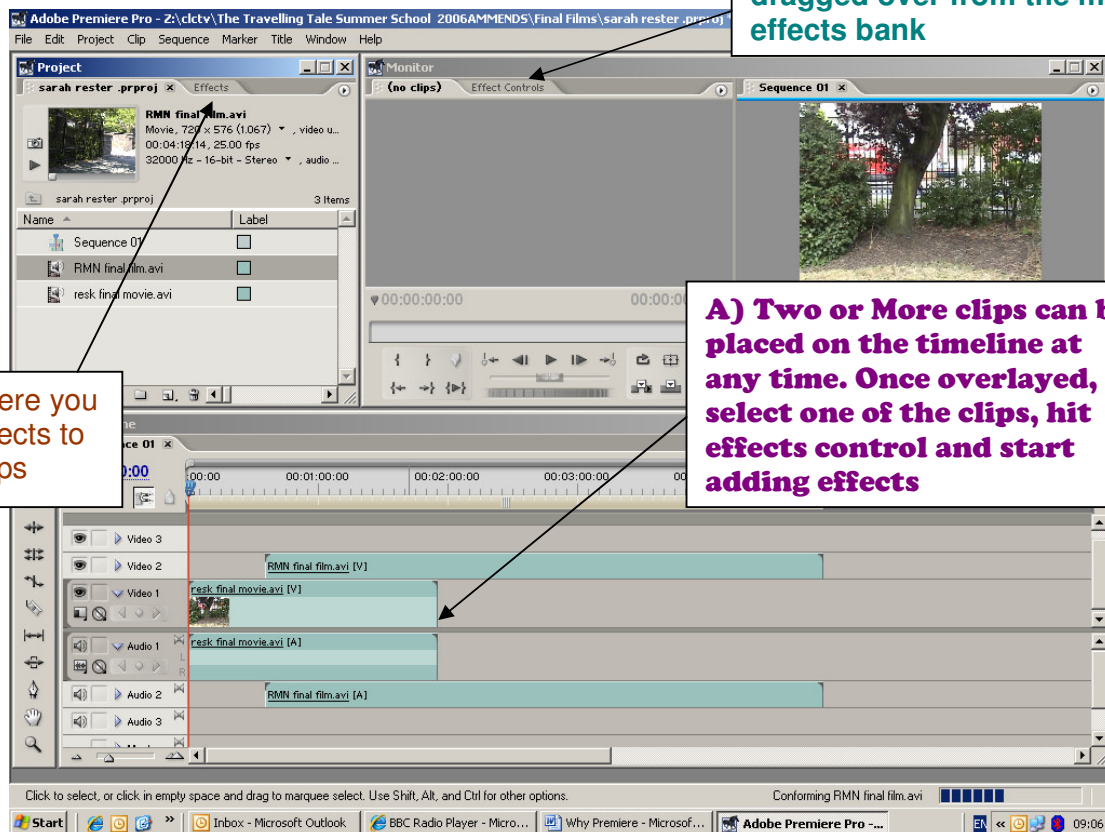 dragged over from the
effects bank
Adobe Premiere Pro - Z:\clctv\The Travelling Tale Summer School 2006AMMENDS\Final Films\sarah rester .prproj
File Edit Project Clip Sequence Marker Title Window Help
Project
Monitor
sarah rester .prproj x Effects
(no clips) Effect Controls
Sequence 01 x
RMN final film.avi
Movie, 720 x 576 (1.067) , video u...
00:04:18:14, 25.00 fps
32000 Hz - 16-bit - Stereo , audio ...
sarah rester .prproj 3 Items
Name Label
Sequence 01
RMN final film.avi
resk final movie.avi
00:00:00:00
A) Two or More clips can
placed on the timeline at
any time. Once overlayed,
select one of the clips, hit
effects control and start
adding effects
ere you
ects to
ps
ce 01 x
00:01:00:00 00:02:00:00 00:03:00:00
Video 3
Video 2 RMN final film.avi [V]
Video 1 resk final movie.avi [V]
Audio 1 resk final movie.avi [A]
L
R
Audio 2 RMN final film.avi [A]
Audio 3
Click to select, or click in empty space and drag to marquee select. Use Shift, Alt, and Ctrl for other options. Conforming RMN final film.avi
Start Inbox - Microsoft Outlook BBC Radio Player - Micro... Why Premiere - Microsof... Adobe Premiere Pro -... EN 09:06